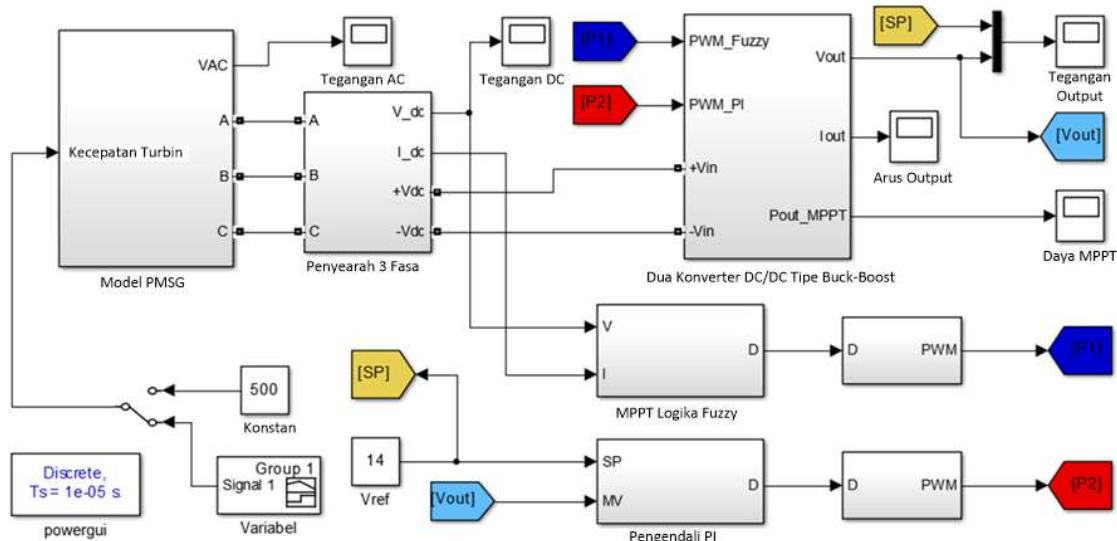 VAC
A
B
C
Kecepatan Turbin
Model PMSG
Tegangan AC
V_dc
A
I_dc
B
+Vdc
C
-Vdc
Penyearah 3 Fasa
Tegangan DC
[P1]
[P2]
PWM_Fuzzy
PWM_PI
+Vin
-Vin
Vout
Iout
Pout_MPPT
Dua Konverter DC/DC Tipe Buck-Boost
[SP]
Tegangan
Output
[Vout]
Arus Output
Daya MPPT
V
I
D
MPPT Logika Fuzzy
D
PWM
[P1]
[SP]
500
Konstan
14
Vref
[Vout]
SP
MV
D
Pengendali PI
D
PWM
[P2]
Discrete,
Ts = 1e-05 s.
powergui
Group 1
Signal 1
Variabel